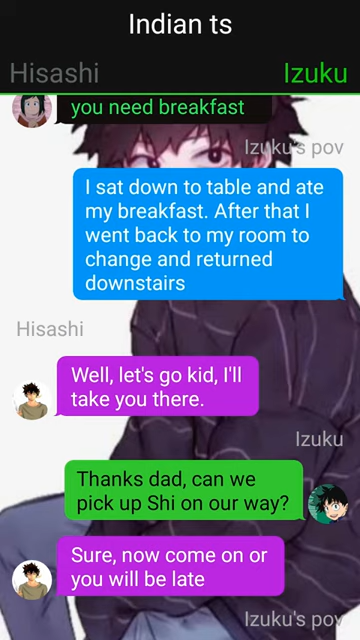 Indian ts
Hisashi
Izuku
you need breakfast
Izuku's pov
I sat down to table and ate
my breakfast. After that I
went back to my room to
change and returned
downstairs
Hisashi
Well, let's go kid, I'll
take you there.
Izuku
Thanks dad, can we
pick up Shi on our way?
Sure, now come on or
you will be late
Izuku's pov